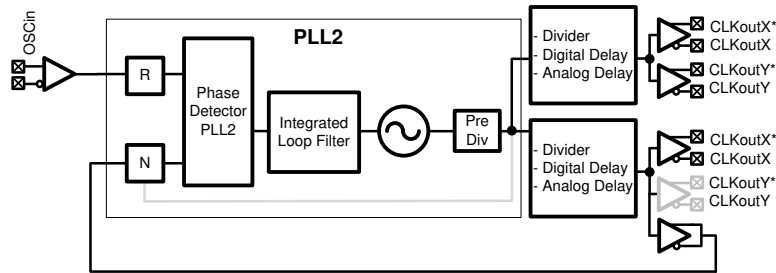 OSCin
PLL2
R
N
Phase
Detector
PLL2
Integrated
Loop Filter
Pre
Div
- Divider
- Digital Delay
- Analog Delay
CLKoutX*
CLKoutX
CLKoutY*
CLKoutY
- Divider
- Digital Delay
- Analog Delay
CLKoutX*
CLKoutX
CLKoutY*
CLKoutY